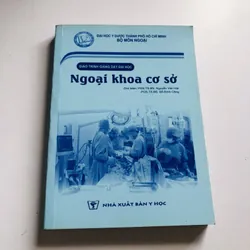 ĐẠI HỌC Y DƯỢC THÀNH PHỐ HỒ CHÍ MINH
BỘ MÔN NGOẠI
GIÁO TRÌNH GIẢNG DẠY ĐẠI HỌC
Ngoại khoa cơ sở
NHÀ XUẤT BẢN Y HỌC